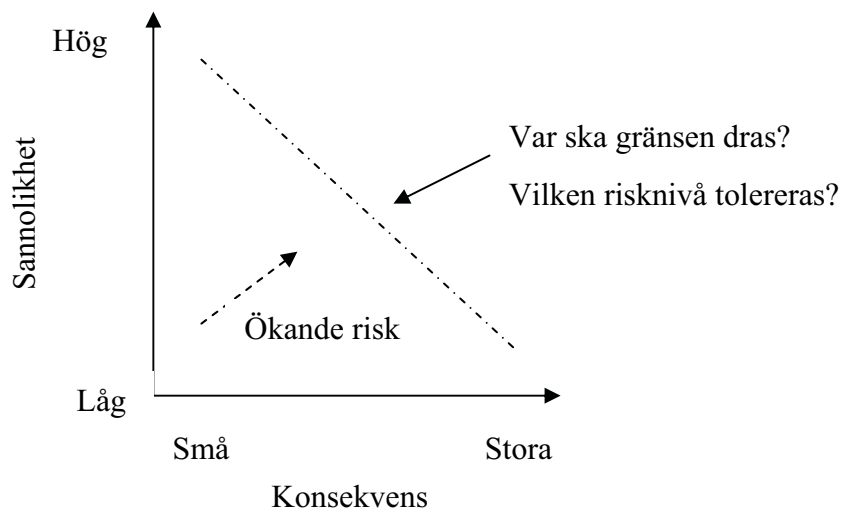 Hög
Sannolikhet
Var ska gränsen dras?
Vilken risknivå tolereras?
Ökande risk
Låg
Små
Stora
Konsekvens